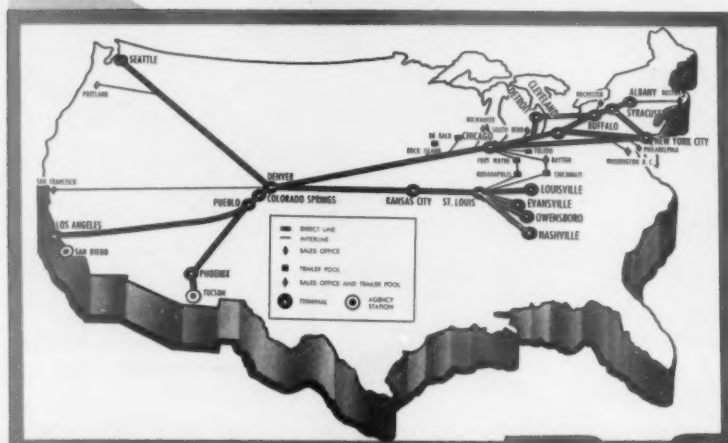 SEATTLE
PORTLAND
SAN FRANCISCO
LOS ANGELES
SAN DIEGO
PHOENIX
TUCSON
PUEBLO
DENVER
COLORADO SPRINGS
KANSAS CITY
ST. LOUIS
LOUISVILLE
EVANSVILLE
OWENSBORO
NASHVILLE
MILWAUKEE
CHICAGO
SOUTH BEND
DE KALB
ROCK ISLAND
DETROIT
CLEVELAND
TOLEDO
FORT WAYNE
DAYTON
INDIANAPOLIS
CINCINNATI
ROCHESTER
BUFFALO
ALBANY
BOSTON
SYRACUSE
NEW YORK CITY
PHILADELPHIA
WASHINGTON D. C.
DIRECT LINE
INTERLINE
SALES OFFICE
TRAILER POOL
SALES OFFICE AND TRAILER POOL
TERMINAL
AGENCY
STATION